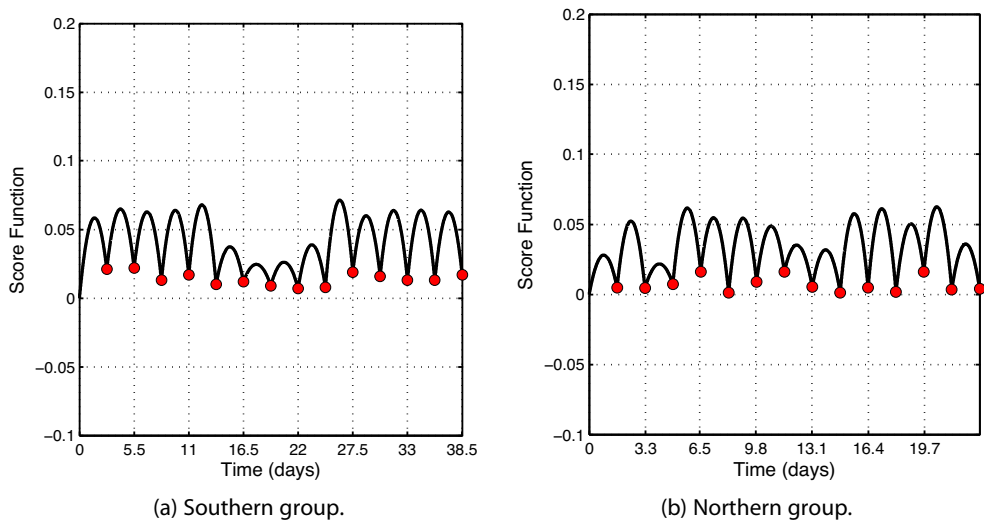 0.2
0.15
0.1
0.05
0
−0.05
−0.1
Score Function
0 5.5 11 16.5 22 27.5 33 38.5
Time (days)
(a) Southern group.
0.2
0.15
0.1
0.05
0
−0.05
−0.1
Score Function
0 3.3 6.5 9.8 13.1 16.4 19.7
Time (days)
(b) Northern group.